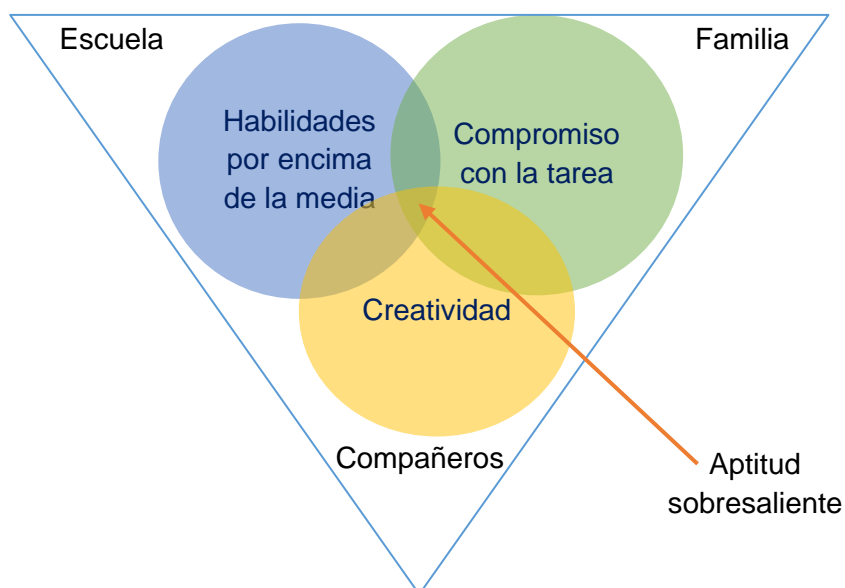 Escuela
Familia
Habilidades
por encima
de la media
Compromiso
con la tarea
Creatividad
Compañeros
Aptitud
sobresaliente